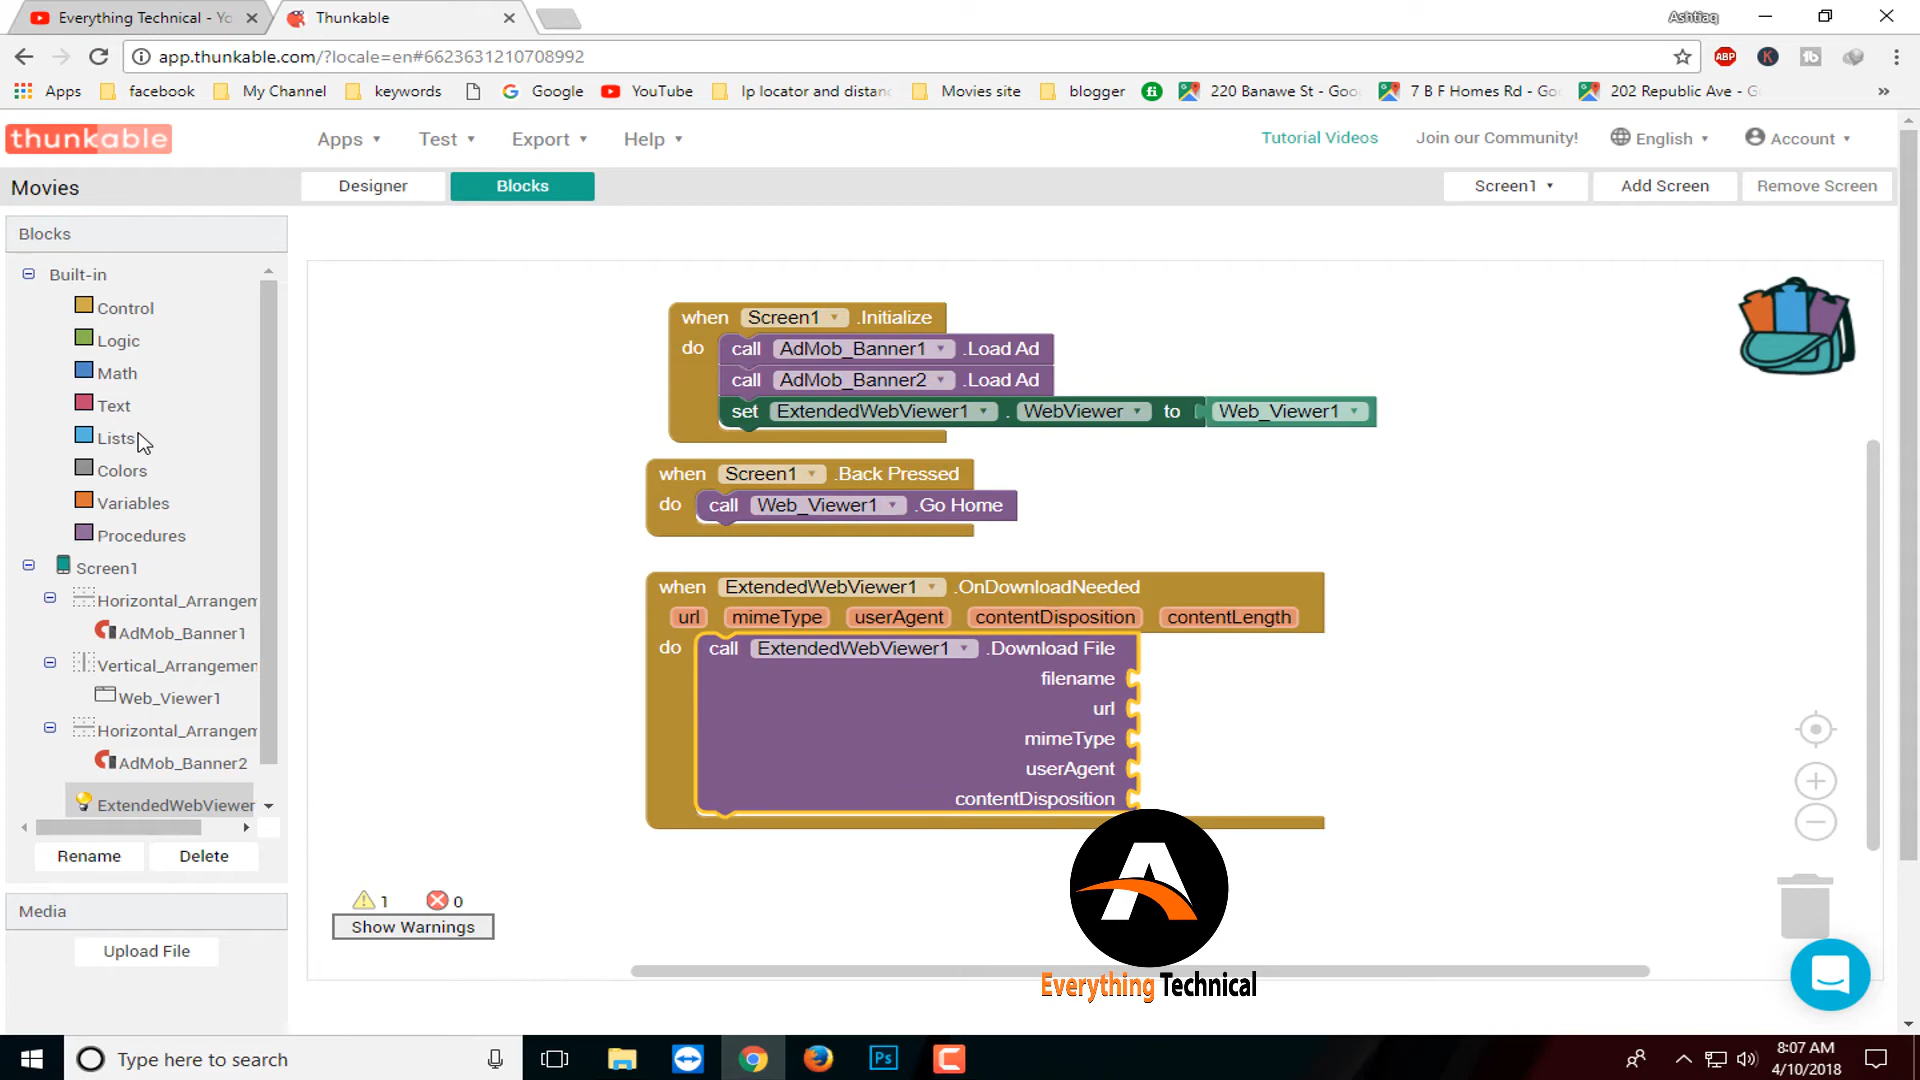 Everything Technical - Yo
Thunkable
Ashtiaq
app.thunkable.com/?locale=en#6623631210708992
ABP
K
Apps
facebook
My Channel
keywords
Google
YouTube
Ip locator and distanc
Movies site
blogger
220 Banawe St - Goo
7 B F Homes Rd - Go
202 Republic Ave - G
»
thunkable
Apps
Test
Export
Help
Tutorial Videos
Join our Community!
English
Account
Movies
Designer
Blocks
Screen1
Add Screen
Remove Screen
Blocks
Built-in
Control
Logic
Math
Text
Lists
Colors
Variables
Procedures
Screen1
Horizontal_Arrangem
AdMob_Banner1
Vertical_Arrangemen
Web_Viewer1
Horizontal_Arrangem
AdMob_Banner2
ExtendedWebViewer
Rename
Delete
Media
Upload File
when Screen1 .Initialize
do call AdMob_Banner1 .Load Ad
call AdMob_Banner2 .Load Ad
set ExtendedWebViewer1 . WebViewer to Web_Viewer1
when Screen1 .Back Pressed
do call Web_Viewer1 .Go Home
when ExtendedWebViewer1 .OnDownloadNeeded
url mimeType userAgent contentDisposition contentLength
do call ExtendedWebViewer1 .Download File
filename
url
mimeType
userAgent
contentDisposition
1 0
Show Warnings
Everything Technical
Type here to search
Ps
8:07 AM
4/10/2018